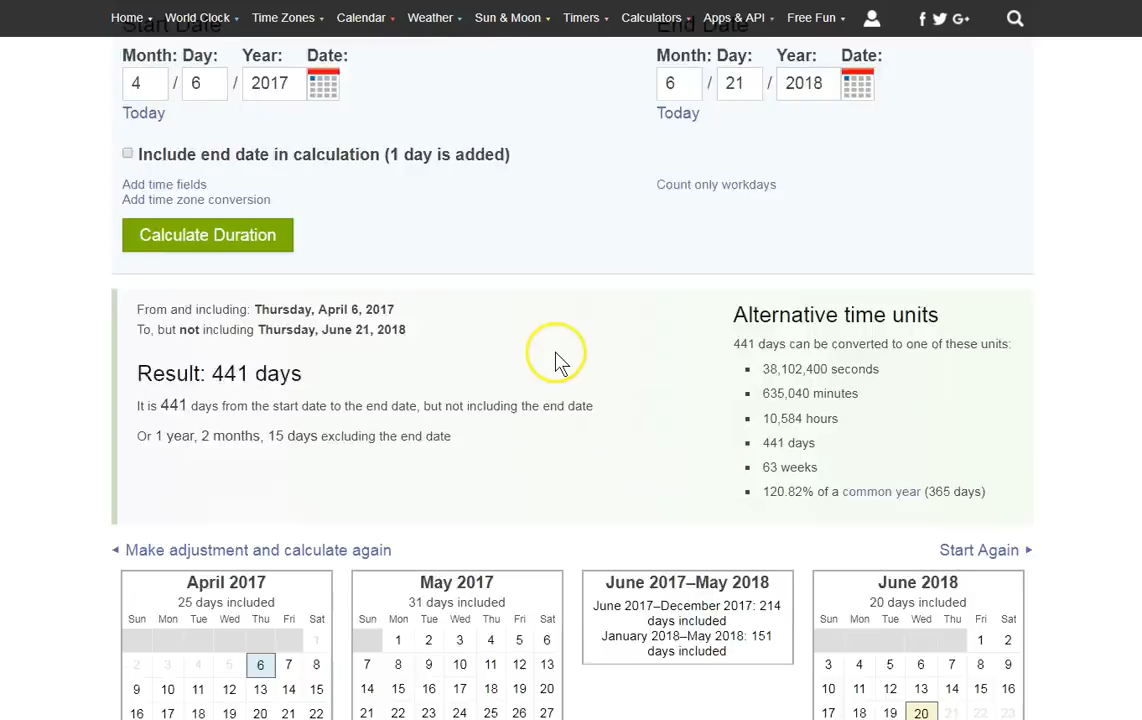 Home World Clock Time Zones Calendar Weather Sun & Moon Timers Calculators Apps & API Free Fun
Start Date End Date
Month: Day: Year: Date: Month: Day: Year: Date:
4 / 6 / 2017 6 / 21 / 2018
Today Today
Include end date in calculation (1 day is added)
Add time fields Count only workdays
Add time zone conversion
Calculate Duration
From and including: Thursday, April 6, 2017
To, but not including Thursday, June 21, 2018
Result: 441 days
It is 441 days from the start date to the end date, but not including the end date
Or 1 year, 2 months, 15 days excluding the end date
Alternative time units
441 days can be converted to one of these units:
38,102,400 seconds
635,040 minutes
10,584 hours
441 days
63 weeks
120.82% of a common year (365 days)
Make adjustment and calculate again Start Again
April 2017
25 days included
Sun Mon Tue Wed Thu Fri Sat
1
2 3 4 5 6 7 8
9 10 11 12 13 14 15
16 17 18 19 20 21 22
May 2017
31 days included
Sun Mon Tue Wed Thu Fri Sat
1 2 3 4 5 6
7 8 9 10 11 12 13
14 15 16 17 18 19 20
21 22 23 24 25 26 27
June 2017–May 2018
June 2017–December 2017: 214
days included
January 2018–May 2018: 151
days included
June 2018
20 days included
Sun Mon Tue Wed Thu Fri Sat
1 2
3 4 5 6 7 8 9
10 11 12 13 14 15 16
17 18 19 20 21 22 23